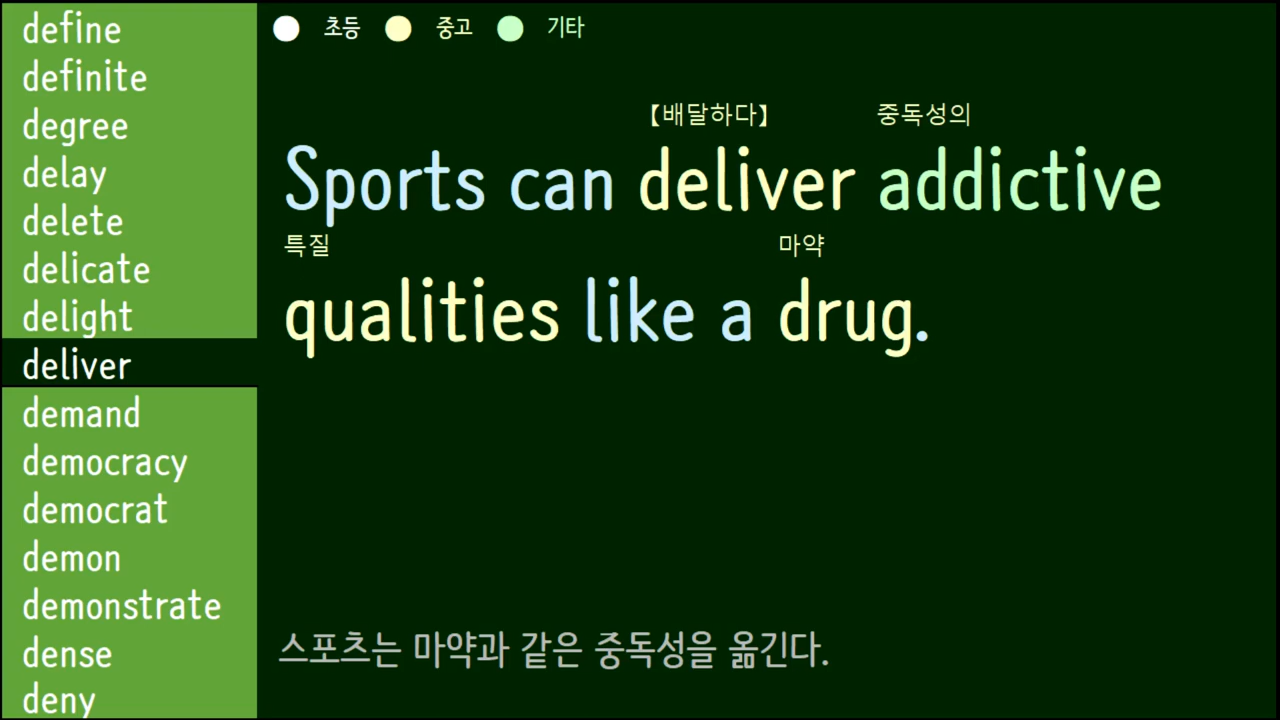 define
definite
degree
delay
delete
delicate
delight
deliver
demand
democracy
democrat
demon
demonstrate
dense
deny
초등 중고 기타
【배달하다】 중독성의
Sports can deliver addictive
특질 마약
qualities like a drug.
스포츠는 마약과 같은 중독성을 옮긴다.